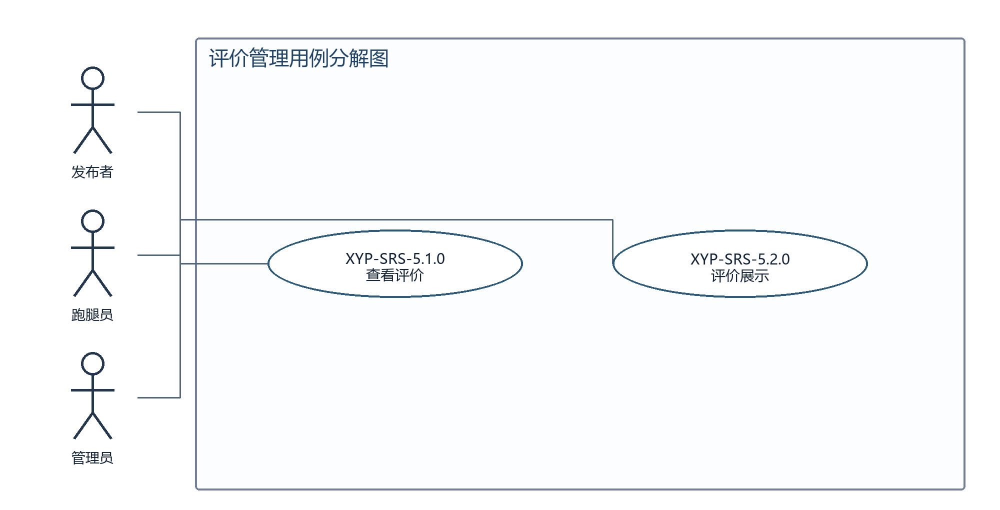 评价管理用例分解图
发布者
跑腿员
管理员
XYP-SRS-5.1.0
查看评价
XYP-SRS-5.2.0
评价展示